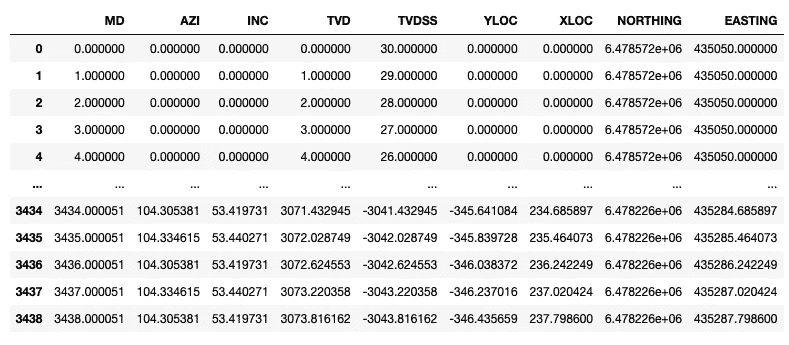 MD AZI INC TVD TVDSS YLOC XLOC NORTHING EASTING
0 0.000000 0.000000 0.000000 0.000000 30.000000 0.000000 0.000000 6.478572e+06 435050.000000
1 1.000000 0.000000 0.000000 1.000000 29.000000 0.000000 0.000000 6.478572e+06 435050.000000
2 2.000000 0.000000 0.000000 2.000000 28.000000 0.000000 0.000000 6.478572e+06 435050.000000
3 3.000000 0.000000 0.000000 3.000000 27.000000 0.000000 0.000000 6.478572e+06 435050.000000
4 4.000000 0.000000 0.000000 4.000000 26.000000 0.000000 0.000000 6.478572e+06 435050.000000
... ... ... ... ... ... ... ... ... ...
3434 3434.000051 104.305381 53.419731 3071.432945 -3041.432945 -345.641084 234.685897 6.478226e+06 435284.685897
3435 3435.000051 104.334615 53.440271 3072.028749 -3042.028749 -345.839728 235.464073 6.478226e+06 435285.464073
3436 3436.000051 104.305381 53.419731 3072.624553 -3042.624553 -346.038372 236.242249 6.478226e+06 435286.242249
3437 3437.000051 104.334615 53.440271 3073.220358 -3043.220358 -346.237016 237.020424 6.478226e+06 435287.020424
3438 3438.000051 104.305381 53.419731 3073.816162 -3043.816162 -346.435659 237.798600 6.478226e+06 435287.798600